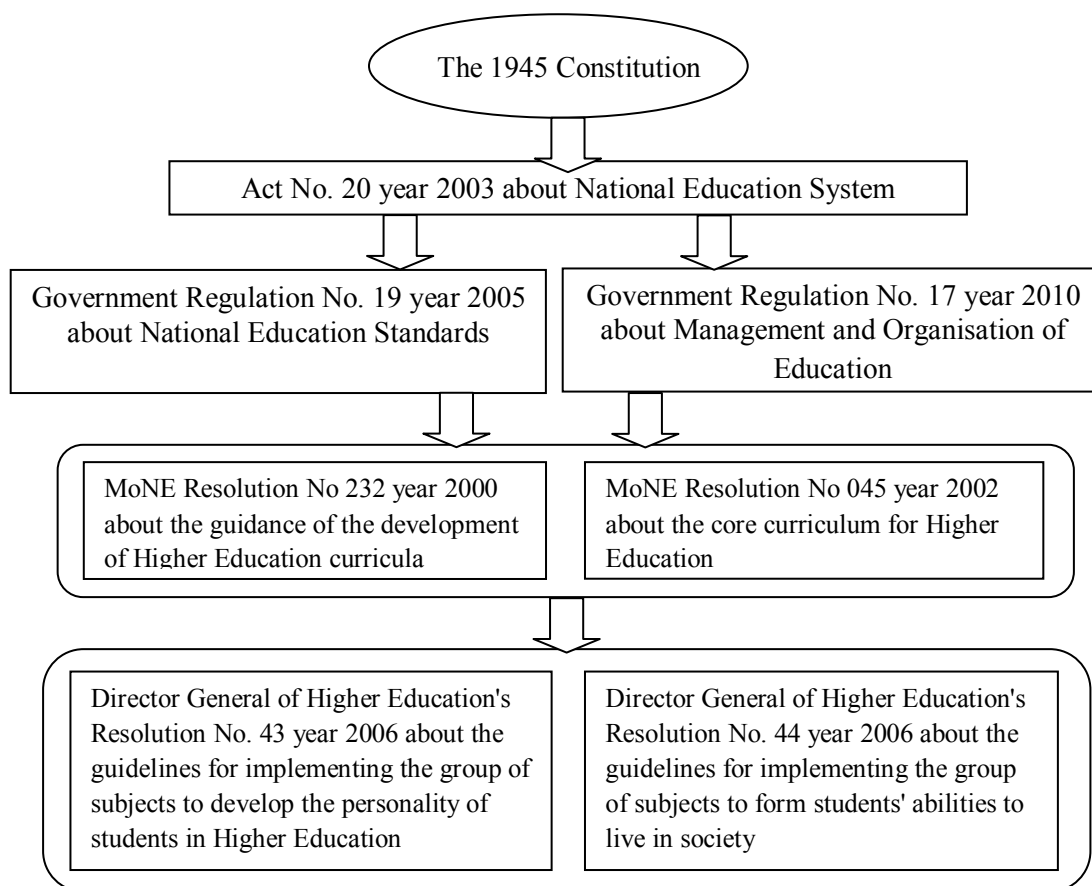 The 1945 Constitution
Act No. 20 year 2003 about National Education System
Government Regulation No. 19 year 2005
about National Education Standards
Government Regulation No. 17 year 2010
about Management and Organisation of
Education
MoNE Resolution No 232 year 2000
about the guidance of the development
of Higher Education curricula
MoNE Resolution No 045 year 2002
about the core curriculum for Higher
Education
Director General of Higher Education's
Resolution No. 43 year 2006 about the
guidelines for implementing the group of
subjects to develop the personality of
students in Higher Education
Director General of Higher Education's
Resolution No. 44 year 2006 about the
guidelines for implementing the group
of subjects to form students' abilities to
live in society